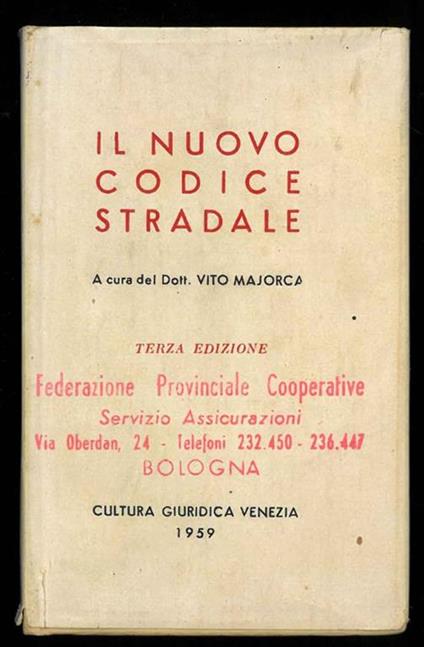 IL NUOVO
CODICE
STRADALE
A cura del Dott. VITO MAJORCA
TERZA EDIZIONE
Federazione Provinciale Cooperative
Servizio Assicurazioni
Via Oberdan, 24 - Telefoni 232.450 - 236.447
BOLOGNA
CULTURA GIURIDICA VENEZIA
1959